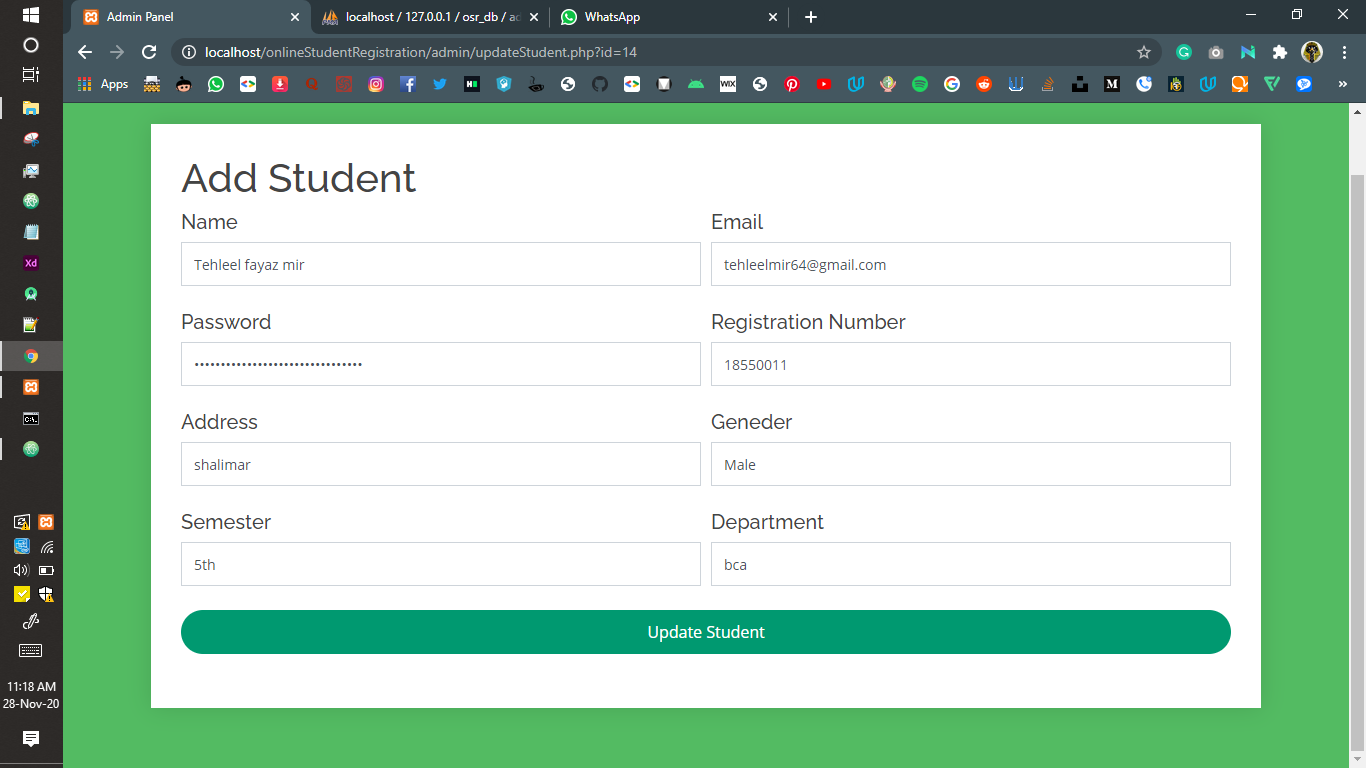 Admin Panel
localhost / 127.0.0.1 / osr_db / ad
WhatsApp
localhost/onlineStudentRegistration/admin/updateStudent.php?id=14
Apps
WIX
M
Xd
Add Student
Name
Email
Tehleel fayaz mir
tehleelmir64@gmail.com
Password
Registration Number
••••••••••••••••••••••••••••••••
18550011
Address
Geneder
shalimar
Male
Semester
Department
5th
bca
Update Student
11:18 AM
28-Nov-20